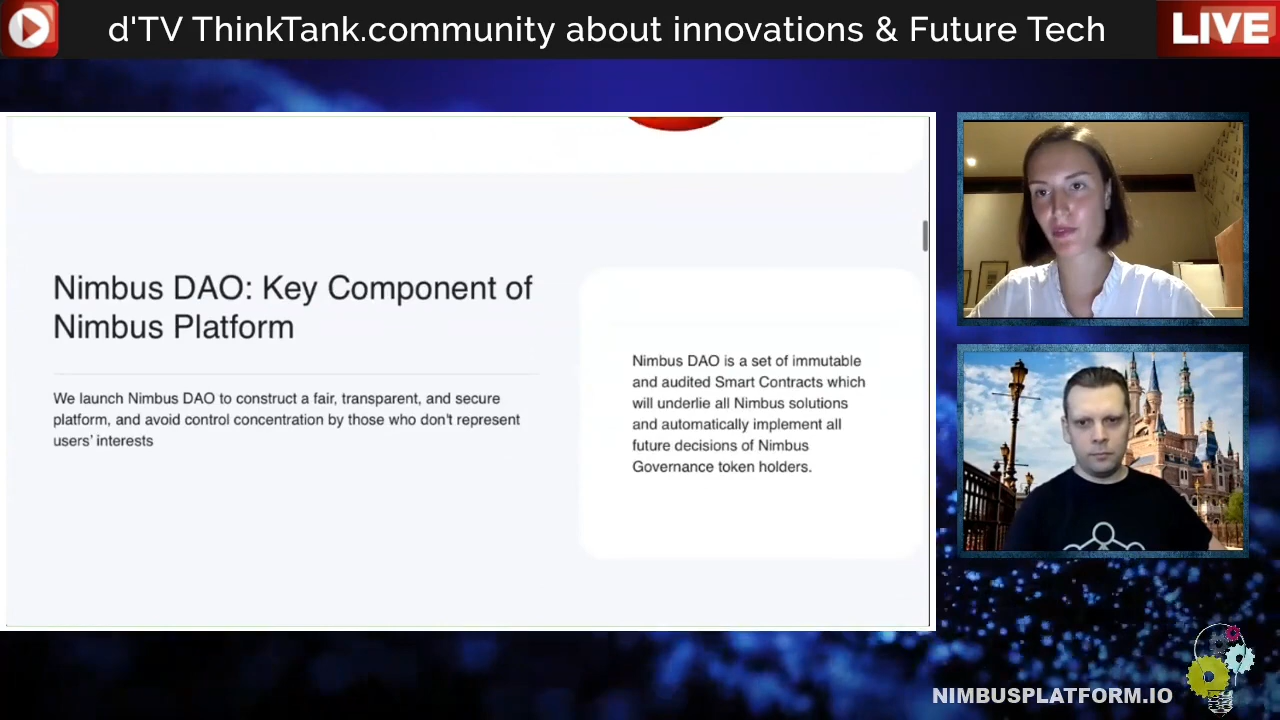 d'TV ThinkTank.community about innovations & Future Tech
LIVE
Nimbus DAO: Key Component of
Nimbus Platform
We launch Nimbus DAO to construct a fair, transparent, and secure
platform, and avoid control concentration by those who don't represent
users' interests
Nimbus DAO is a set of immutable
and audited Smart Contracts which
will underlie all Nimbus solutions
and automatically implement all
future decisions of Nimbus
Governance token holders.
NIMBUSPLATFORM.IO